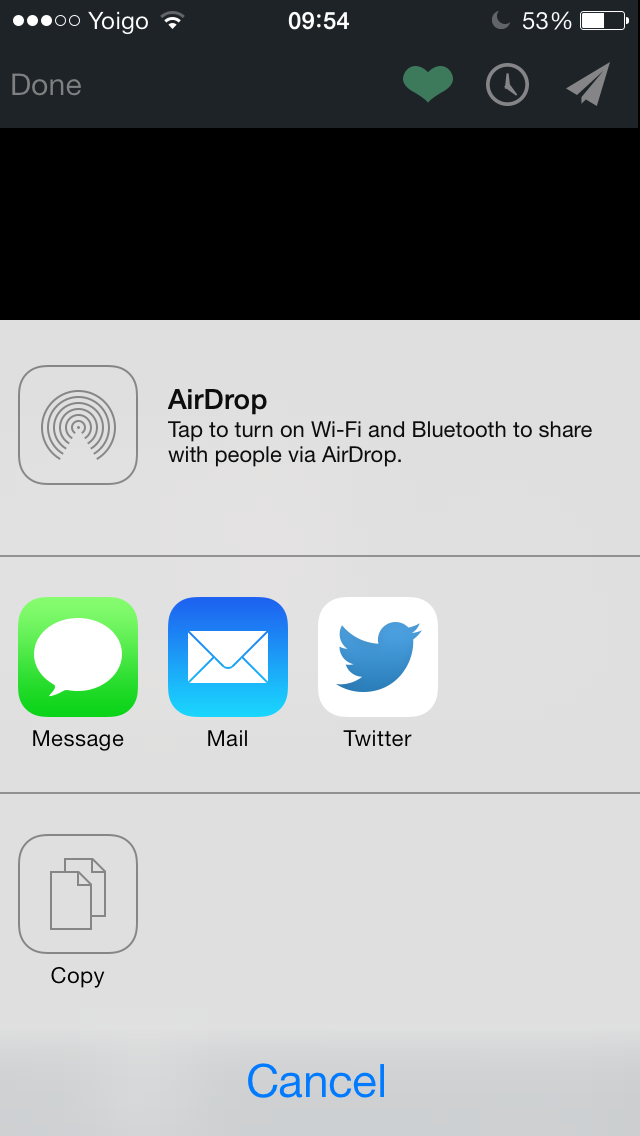 Yoigo 09:54 53%
Done
AirDrop
Tap to turn on Wi-Fi and Bluetooth to share
with people via AirDrop.
Message Mail Twitter
Copy
Cancel